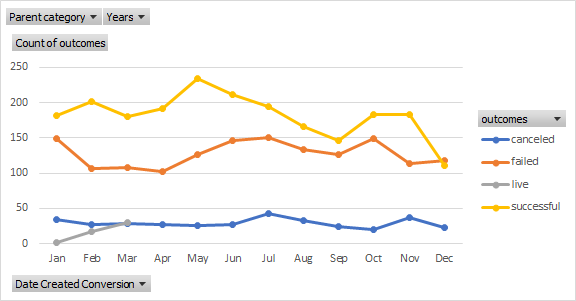 Parent category Years
Count of outcomes
250
200
150
100
50
0
Jan Feb Mar Apr May Jun Jul Aug Sep Oct Nov Dec
outcomes
canceled
failed
live
successful
Date Created Conversion